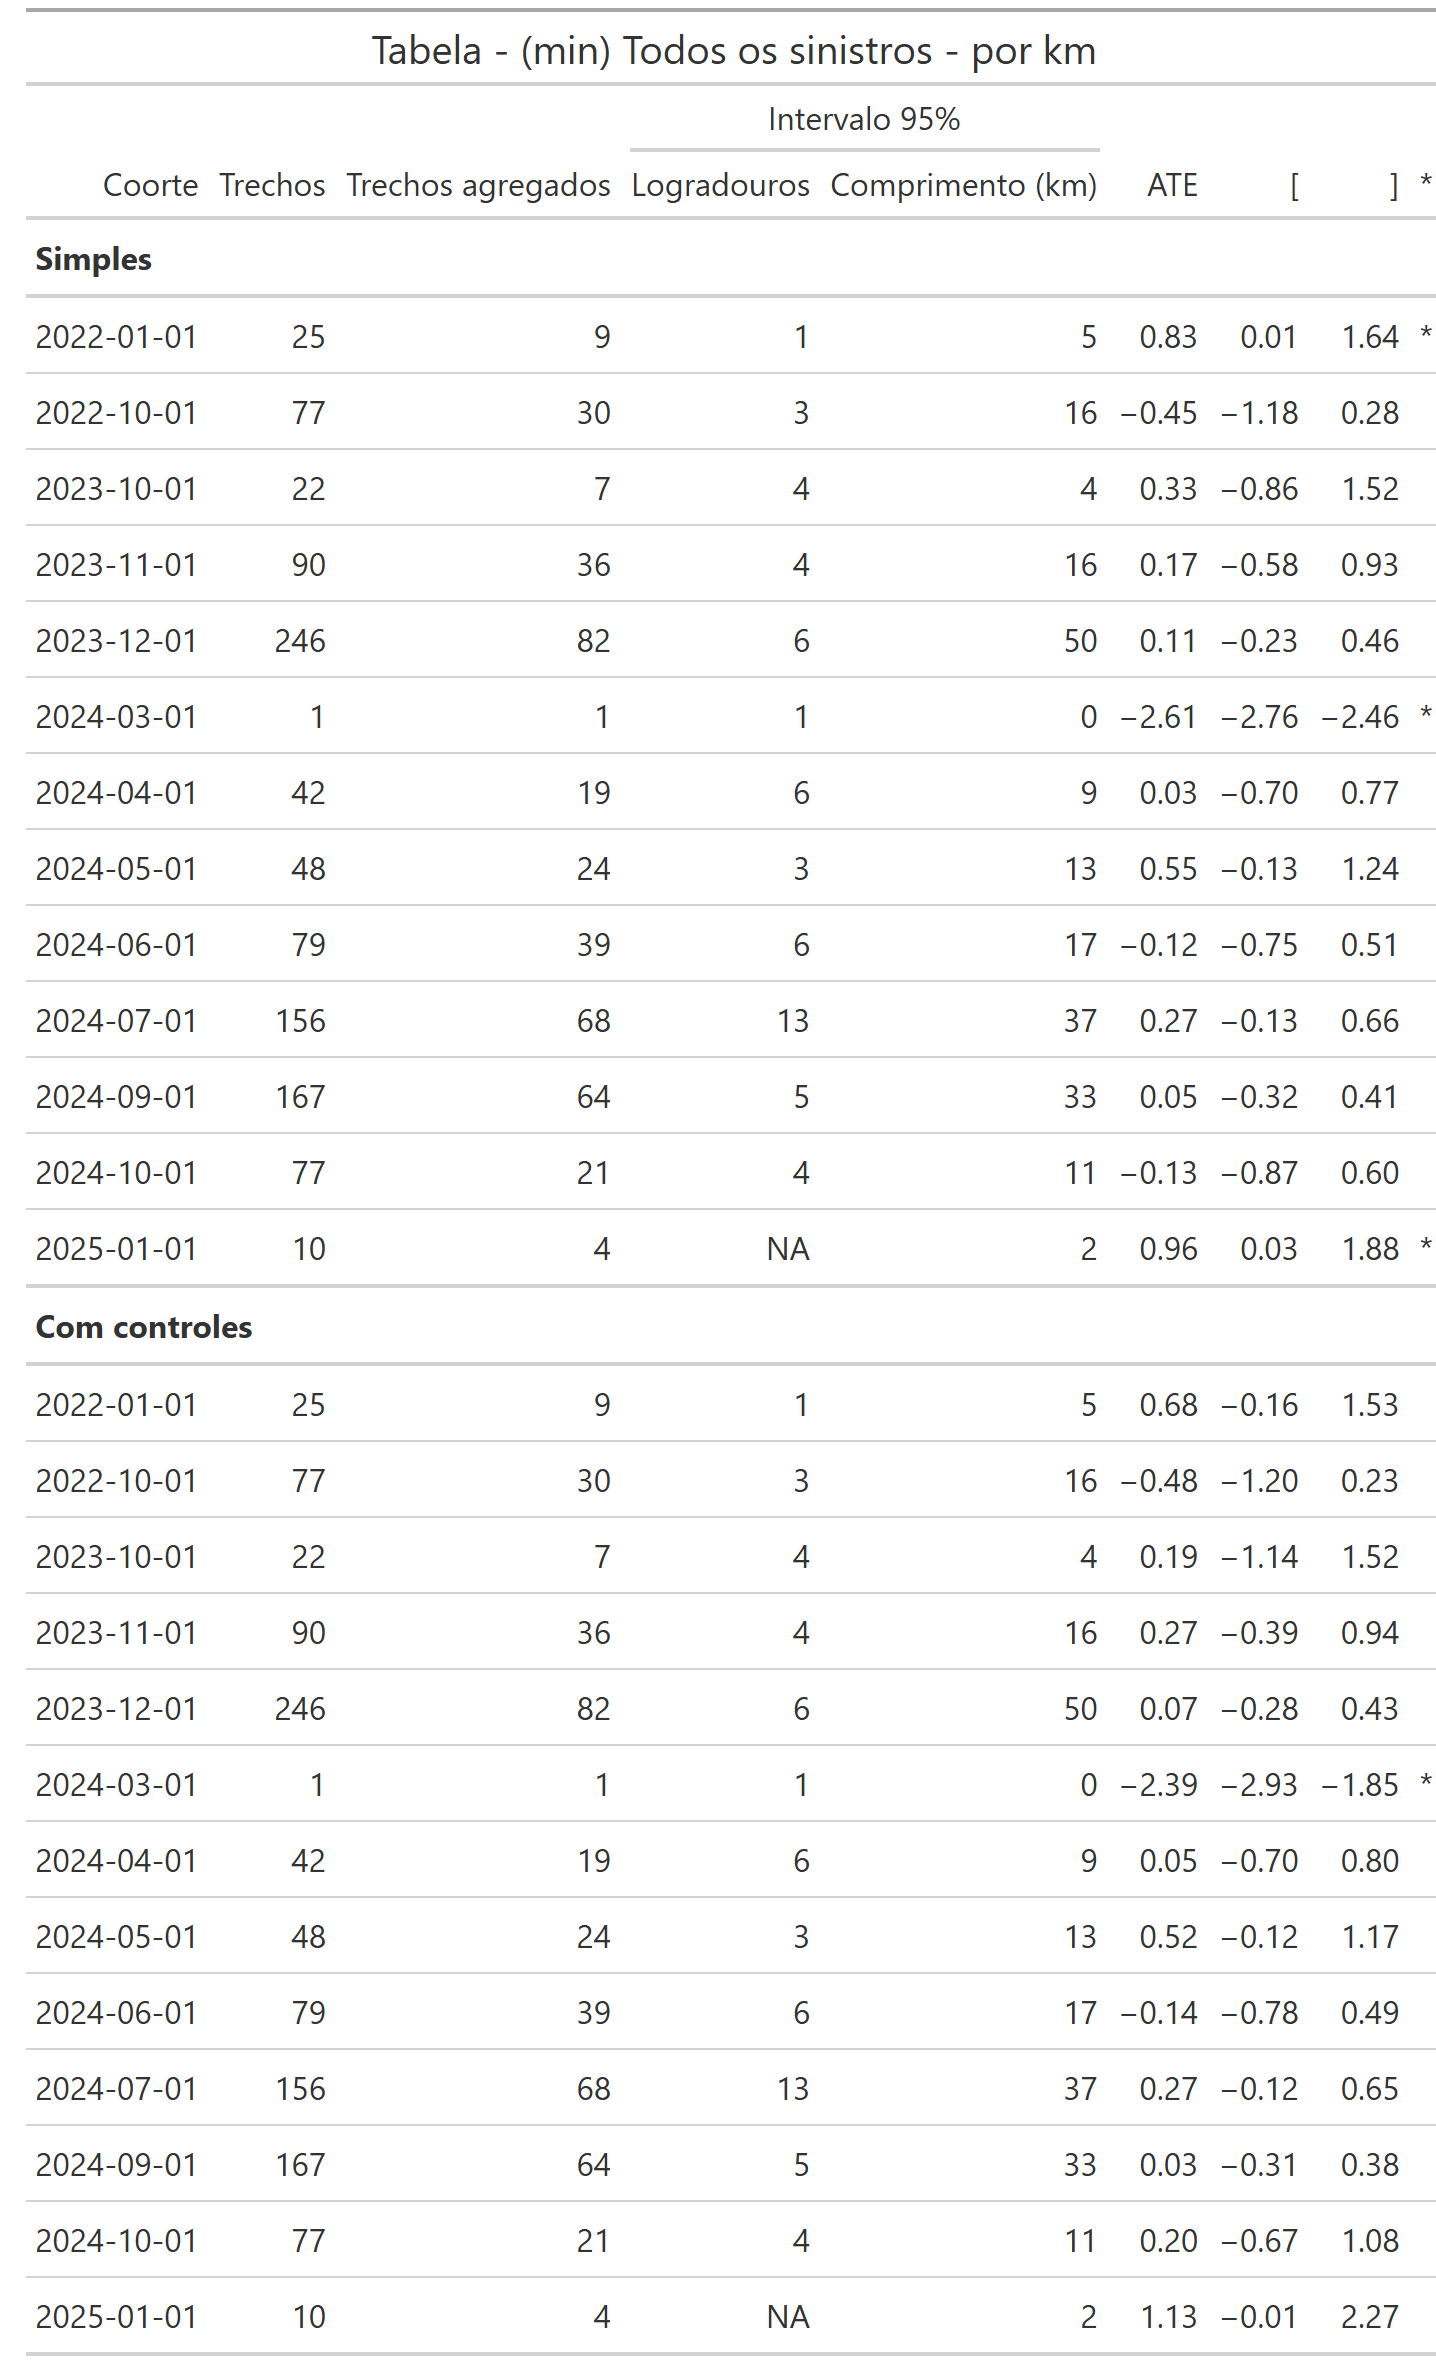 Tabela - (min) Todos os sinistros - por km
Intervalo 95%
Coorte Trechos Trechos agregados Logradouros Comprimento (km) ATE [ ] *
Simples
2022-01-01 25 9 1 5 0.83 0.01 1.64 *
2022-10-01 77 30 3 16 −0.45 −1.18 0.28
2023-10-01 22 7 4 4 0.33 −0.86 1.52
2023-11-01 90 36 4 16 0.17 −0.58 0.93
2023-12-01 246 82 6 50 0.11 −0.23 0.46
2024-03-01 1 1 1 0 −2.61 −2.76 −2.46 *
2024-04-01 42 19 6 9 0.03 −0.70 0.77
2024-05-01 48 24 3 13 0.55 −0.13 1.24
2024-06-01 79 39 6 17 −0.12 −0.75 0.51
2024-07-01 156 68 13 37 0.27 −0.13 0.66
2024-09-01 167 64 5 33 0.05 −0.32 0.41
2024-10-01 77 21 4 11 −0.13 −0.87 0.60
2025-01-01 10 4 NA 2 0.96 0.03 1.88 *
Com controles
2022-01-01 25 9 1 5 0.68 −0.16 1.53
2022-10-01 77 30 3 16 −0.48 −1.20 0.23
2023-10-01 22 7 4 4 0.19 −1.14 1.52
2023-11-01 90 36 4 16 0.27 −0.39 0.94
2023-12-01 246 82 6 50 0.07 −0.28 0.43
2024-03-01 1 1 1 0 −2.39 −2.93 −1.85 *
2024-04-01 42 19 6 9 0.05 −0.70 0.80
2024-05-01 48 24 3 13 0.52 −0.12 1.17
2024-06-01 79 39 6 17 −0.14 −0.78 0.49
2024-07-01 156 68 13 37 0.27 −0.12 0.65
2024-09-01 167 64 5 33 0.03 −0.31 0.38
2024-10-01 77 21 4 11 0.20 −0.67 1.08
2025-01-01 10 4 NA 2 1.13 −0.01 2.27